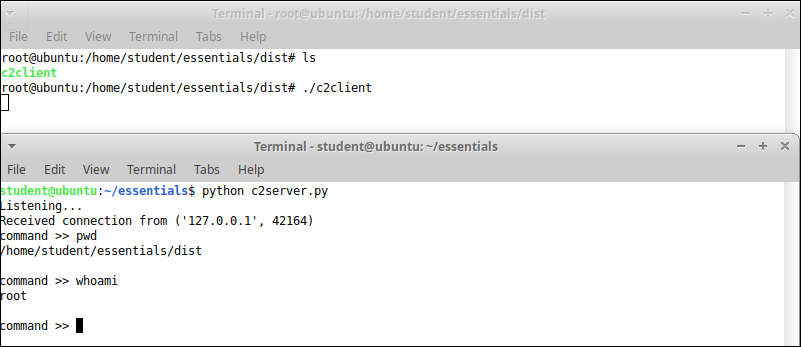 Terminal - root@ubuntu: /home/student/essentials/dist
File Edit View Terminal Tabs Help
root@ubuntu:/home/student/essentials/dist# ls
c2client
root@ubuntu:/home/student/essentials/dist# ./c2client
Terminal - student@ubuntu: ~/essentials
File Edit View Terminal Tabs Help
student@ubuntu:~/essentials$ python c2server.py
Listening...
Received connection from ('127.0.0.1', 42164)
command >> pwd
/home/student/essentials/dist
command >> whoami
root
command >>